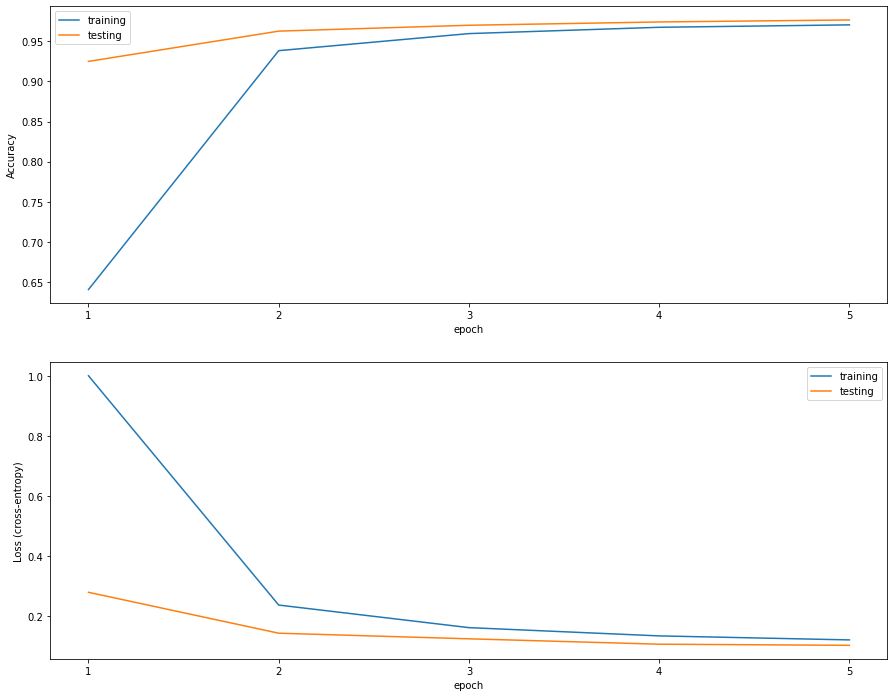 training
testing
0.95
0.90
0.85
0.80
0.75
0.70
0.65
Accuracy
1 2 3 4 5
epoch
training
testing
1.0
0.8
0.6
0.4
0.2
Loss (cross-entropy)
1 2 3 4 5
epoch